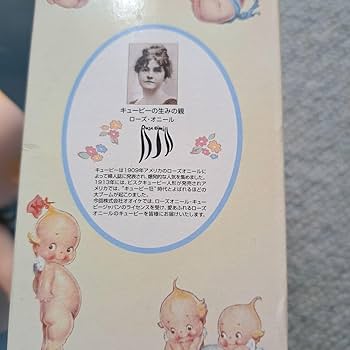 キューピーの生みの親
ローズ・オニール
キューピーは1909年アメリカのローズオニールに
よって婦人誌に発表され、爆発的な人気を集めました。
1913年には、ビスクキューピー人形が発売されア
メリカでは、"キューピー狂"時代とよばれるほどの
大ブームが起こりました。
今回株式会社オオイケでは、ローズオニール・キュー
ピージャパンのライセンスを受け、愛あふれるローズ
オニールのキューピーを皆様にお届けいたします。